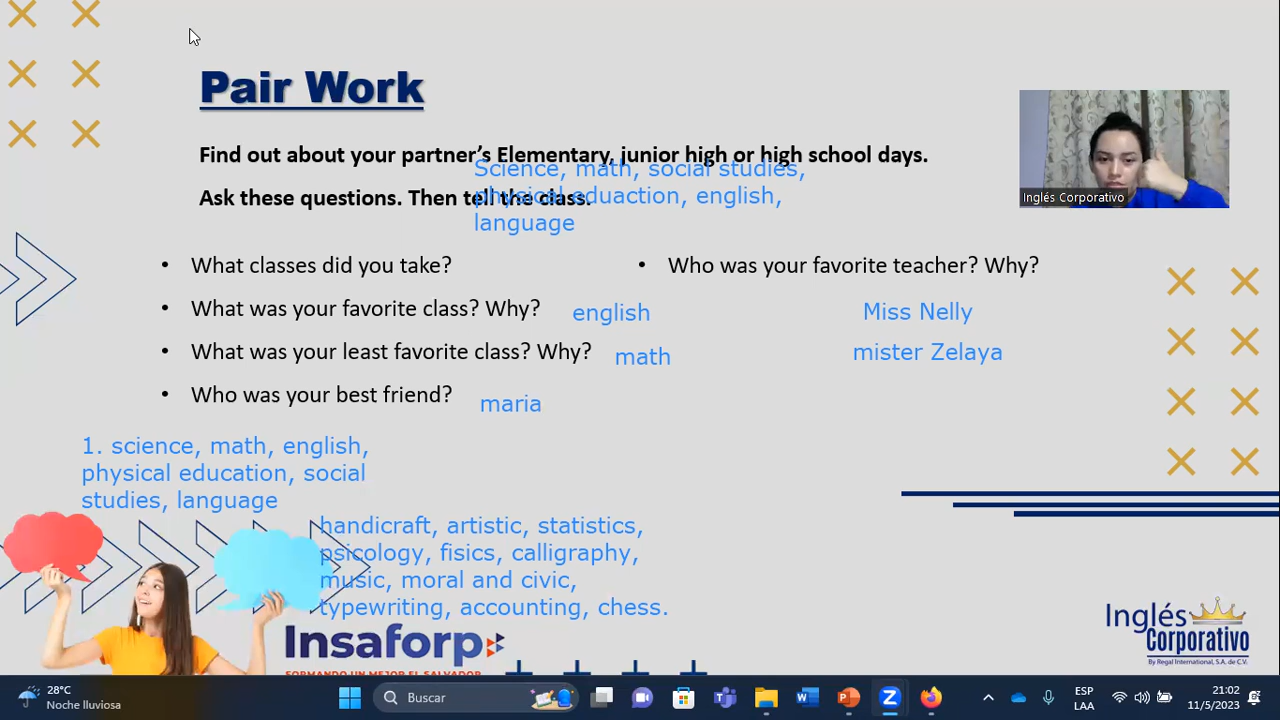 Pair Work
Find out about your partner's Elementary, junior high or high school days.
Science, math, social studies,
Ask these questions. Then tell the class.
physical eduaction, english,
language
• What classes did you take?
• What was your favorite class? Why?
english
• What was your least favorite class? Why?
math
• Who was your best friend?
maria
• Who was your favorite teacher? Why?
Miss Nelly
mister Zelaya
1. science, math, english,
physical education, social
studies, language
handicraft, artistic, statistics,
psicology, fisics, calligraphy,
music, moral and civic,
typewriting, accounting, chess.
Inglés Corporativo
Insaforp
FORMANDO UN MEJOR EL SALVADOR
Inglés
Corporativo
By Regal International, S.A. de C.V.
28°C
Noche lluviosa
Buscar
ESP
LAA
21:02
11/5/2023